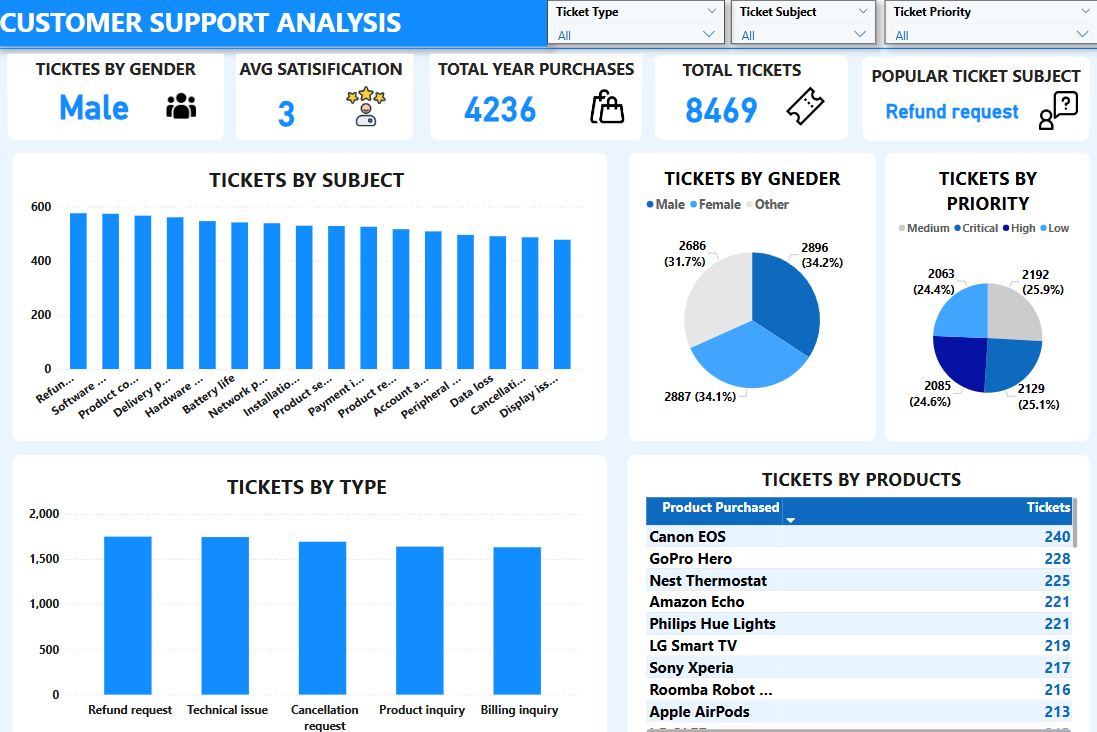 CUSTOMER SUPPORT ANALYSIS
Ticket Type
All
Ticket Subject
All
Ticket Priority
All
TICKTES BY GENDER
Male
AVG SATISIFICATION
3
TOTAL YEAR PURCHASES
4236
TOTAL TICKETS
8469
POPULAR TICKET SUBJECT
Refund request
TICKETS BY SUBJECT
600
400
200
0
Refun...
Software ...
Product co...
Delivery p...
Hardware ...
Battery life
Network p...
Installatio...
Product se...
Payment i...
Product re...
Account a...
Peripheral ...
Data loss
Cancellati...
Display iss...
TICKETS BY GNEDER
Male Female Other
2686
(31.7%)
2896
(34.2%)
2887 (34.1%)
TICKETS BY
PRIORITY
Medium Critical High Low
2063
(24.4%)
2192
(25.9%)
2085
(24.6%)
2129
(25.1%)
TICKETS BY TYPE
2,000
1,500
1,000
500
0
Refund request
Technical issue
Cancellation
request
Product inquiry
Billing inquiry
TICKETS BY PRODUCTS
Product Purchased Tickets
Canon EOS 240
GoPro Hero 228
Nest Thermostat 225
Amazon Echo 221
Philips Hue Lights 221
LG Smart TV 219
Sony Xperia 217
Roomba Robot ... 216
Apple AirPods 213